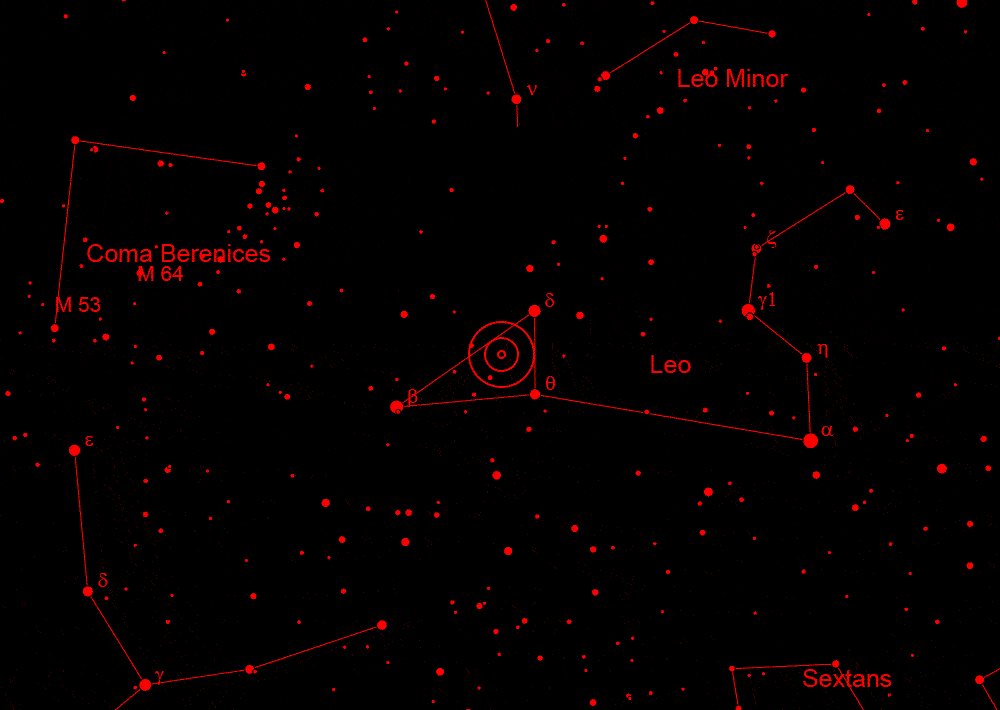 ν
Leo Minor
ε
ξ
Coma Berenices
M 64
M 53
δ
γ1
η
Leo
θ
β
α
ε
δ
γ
Sextans